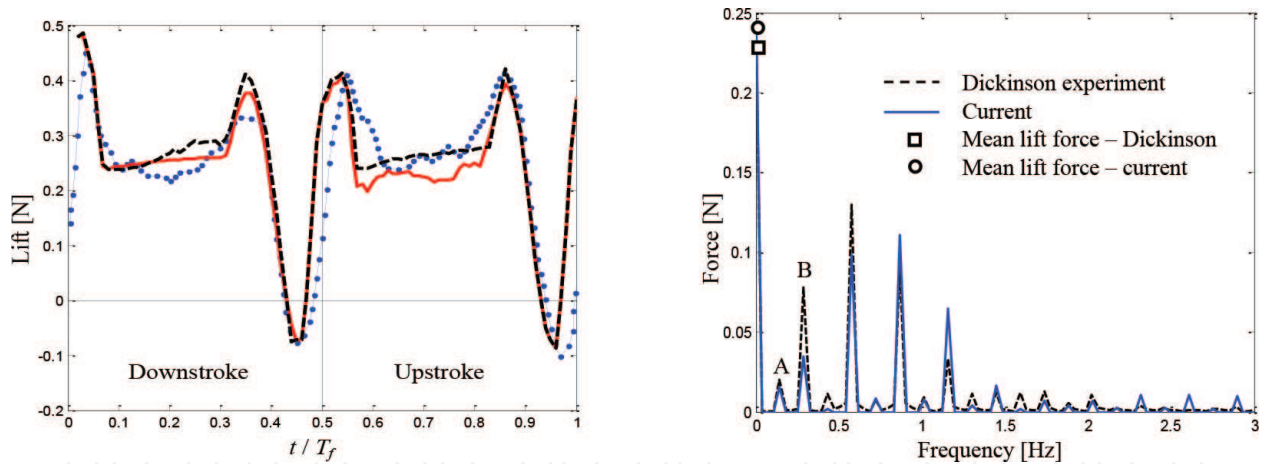 0.5
0.4
0.3
0.2
0.1
0
-0.1
-0.2
Lift [N]
Downstroke
Upstroke
0 0.1 0.2 0.3 0.4 0.5 0.6 0.7 0.8 0.9 1
t / T_f
0.25
0.2
0.15
0.1
0.05
0
Force [N]
Dickinson experiment
Current
Mean lift force – Dickinson
Mean lift force – current
B
A
0 0.5 1 1.5 2 2.5 3
Frequency [Hz]